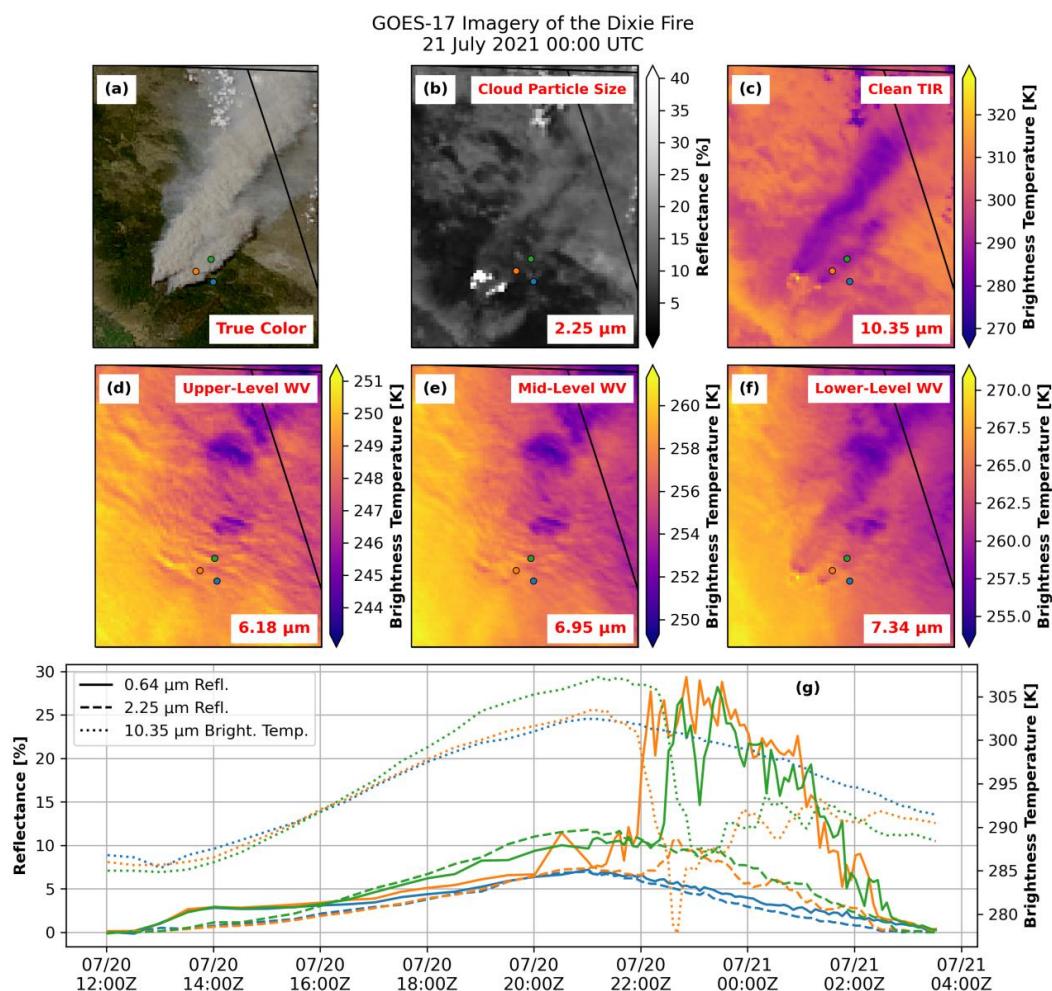 GOES-17 Imagery of the Dixie Fire
21 July 2021 00:00 UTC
(a)
True Color
(b)
Cloud Particle Size
2.25 µm
40
35
30
25
20
15
10
5
Reflectance [%]
(c)
Clean TIR
10.35 µm
320
310
300
290
280
270
Brightness Temperature [K]
(d)
Upper-Level WV
6.18 µm
251
250
249
248
247
246
245
244
Brightness Temperature [K]
(e)
Mid-Level WV
6.95 µm
260
258
256
254
252
250
Brightness Temperature [K]
(f)
Lower-Level WV
7.34 µm
270.0
267.5
265.0
262.5
260.0
257.5
255.0
Brightness Temperature [K]
(g)
0.64 µm Refl.
2.25 µm Refl.
10.35 µm Bright. Temp.
30
25
20
15
10
5
0
Reflectance [%]
305
300
295
290
285
280
Brightness Temperature [K]
07/20 07/20 07/20 07/20 07/20 07/20 07/21 07/21 07/21
12:00Z 14:00Z 16:00Z 18:00Z 20:00Z 22:00Z 00:00Z 02:00Z 04:00Z